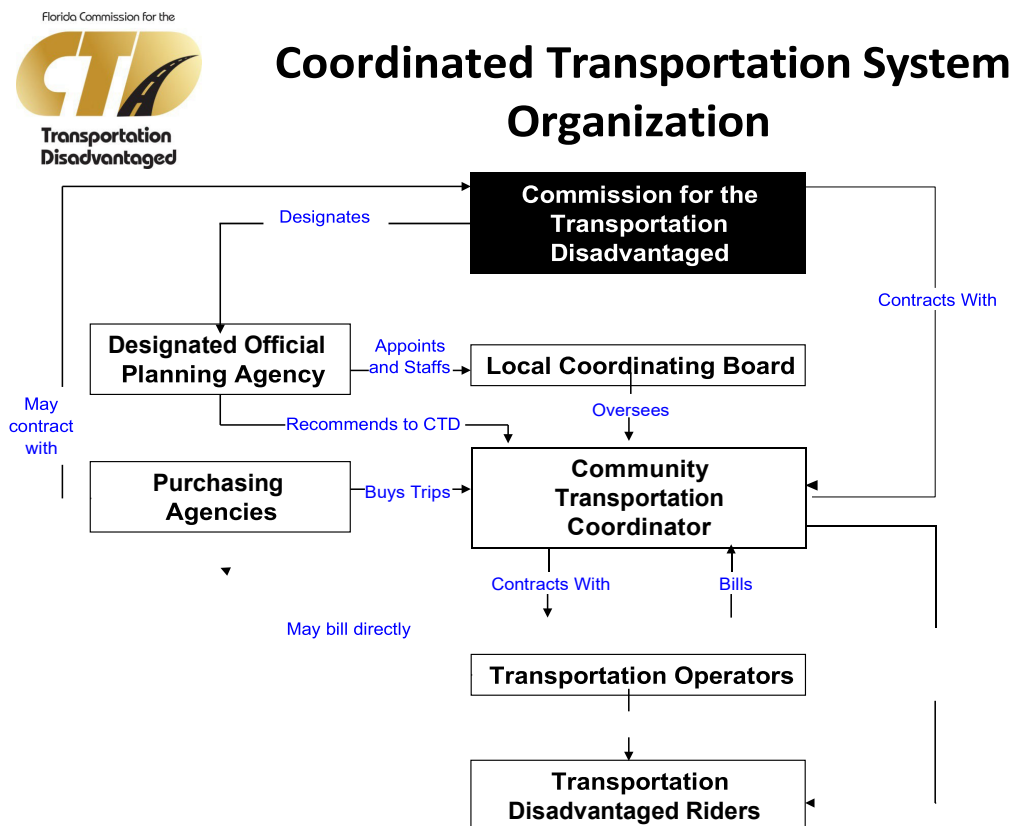 Florida Commission for the
CTD
Transportation
Disadvantaged
Coordinated Transportation System
Organization
Commission for the
Transportation
Disadvantaged
Designates
Contracts With
Designated Official
Planning Agency
Appoints
and Staffs
Local Coordinating Board
May
contract
with
Oversees
Recommends to CTD
Purchasing
Agencies
Buys Trips
Community
Transportation
Coordinator
Contracts With
Bills
May bill directly
Transportation Operators
Transportation
Disadvantaged Riders